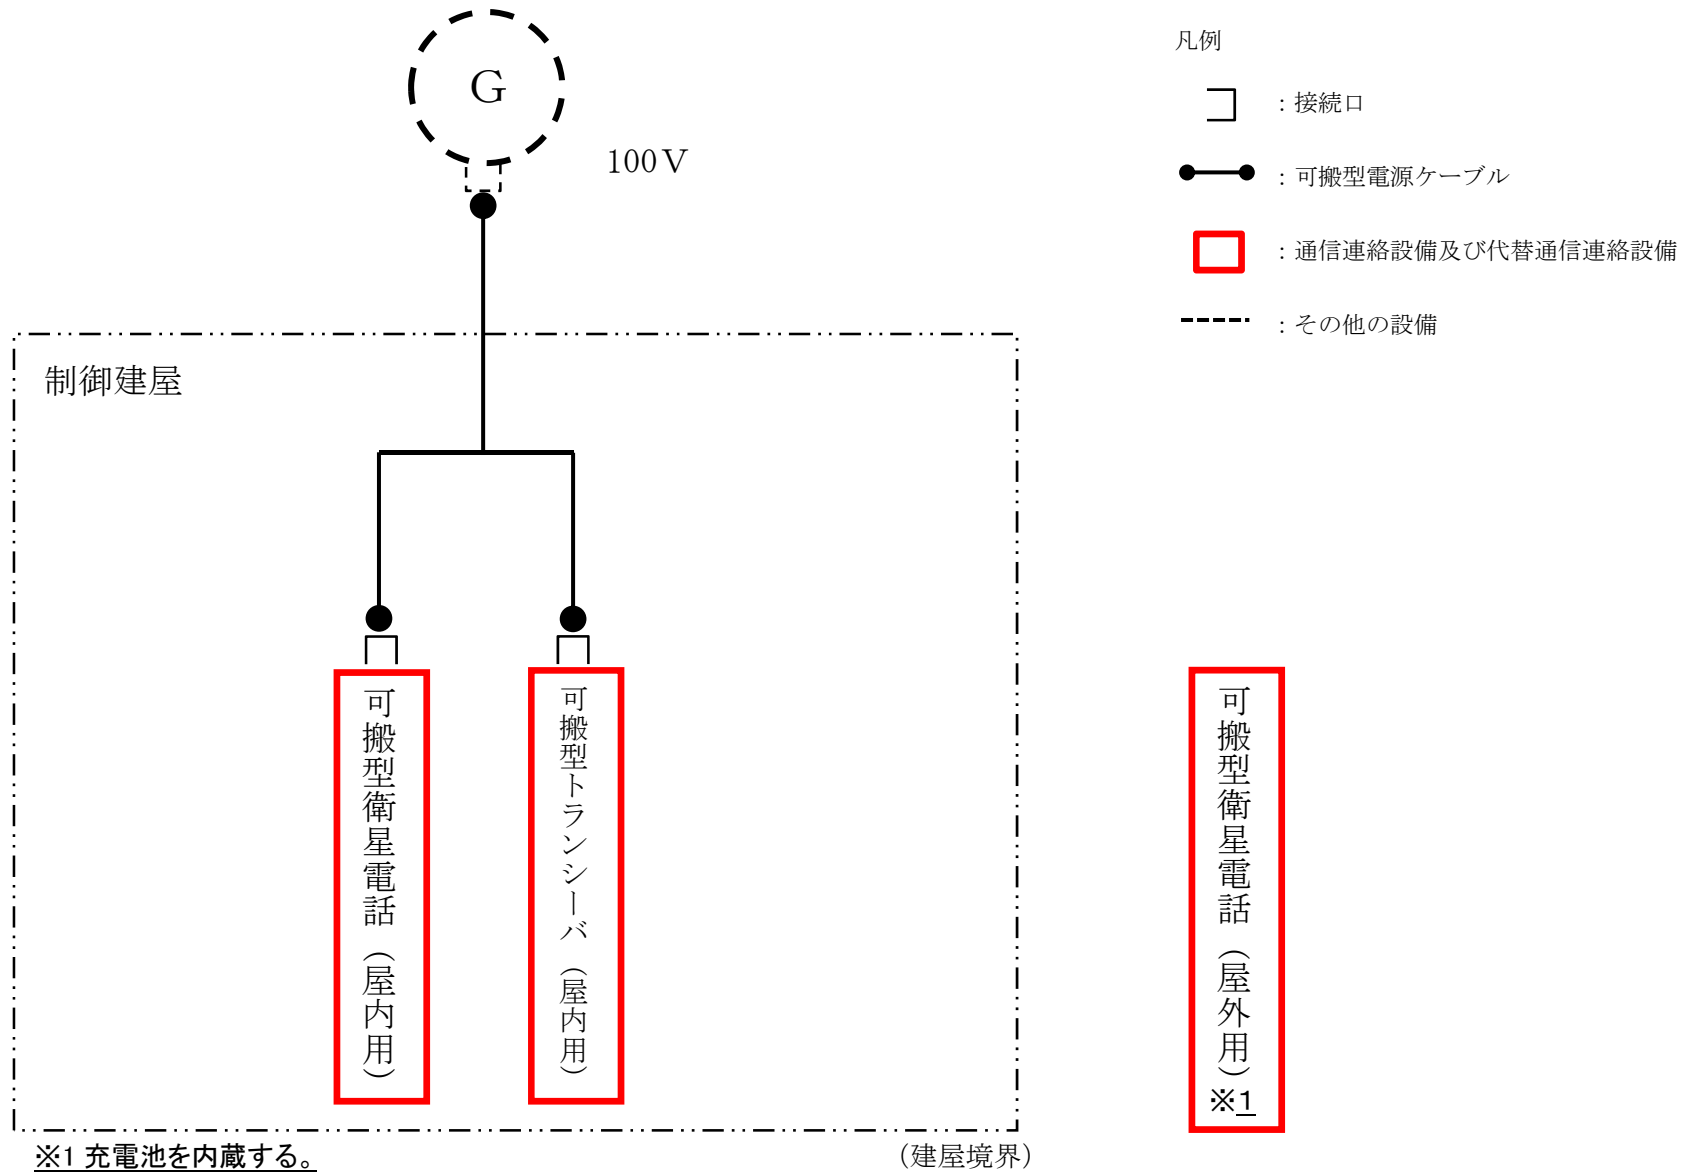 G
100V
凡例
：接続口
：可搬型電源ケーブル
：通信連絡設備及び代替通信連絡設備
：その他の設備
制御建屋
可搬型衛星電話（屋内用）
可搬型トランシーバ（屋内用）
可搬型衛星電話（屋外用）※1
※1 充電池を内蔵する。
（建屋境界）